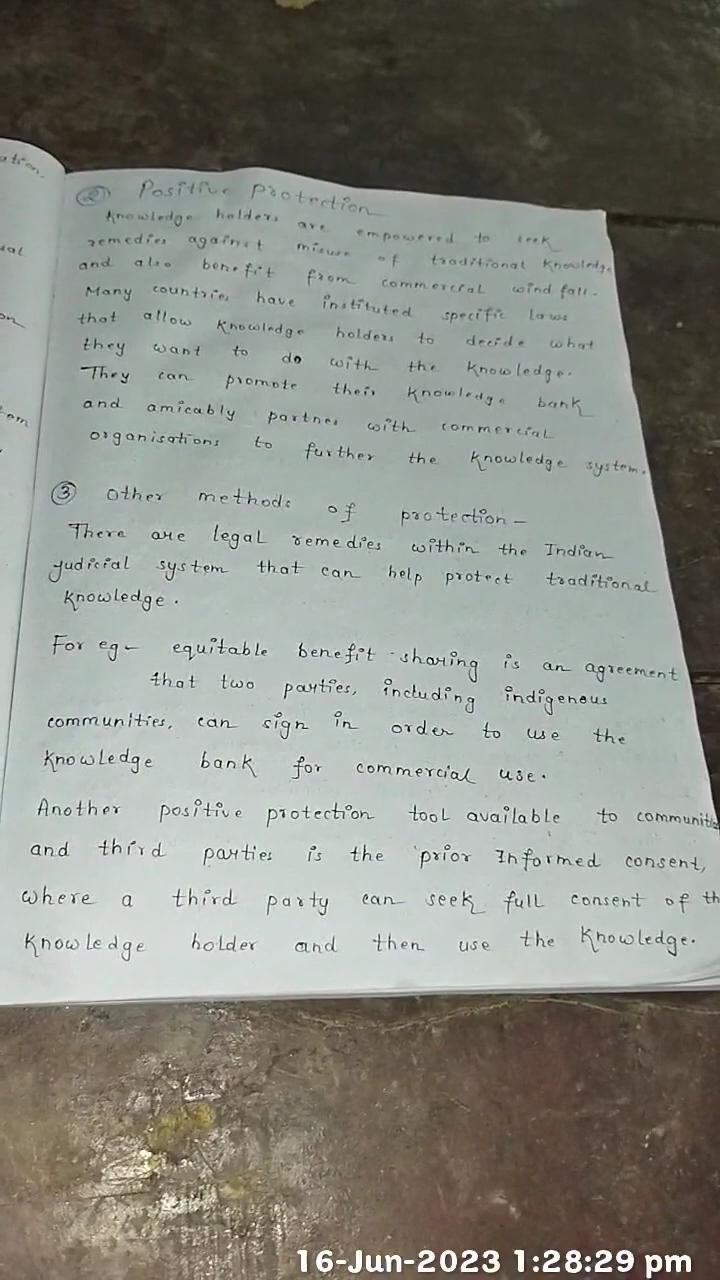 ation.
② Positive Protection
Knowledge holders are empowered to seek
remedies against misuse of traditional Knowledge
and also benefit from commercial wind fall.
Many countries have instituted specific laws
that allow Knowledge holders to decide what
they want to do with the Knowledge.
They can promote their Knowledge bank
and amicably partner with commercial
organisations to further the Knowledge system.
③ Other methods of protection –
There are legal remedies within the Indian
judicial system that can help protect traditional
Knowledge.
For eg – equitable benefit-sharing is an agreement
that two parties, including indigenous
communities, can sign in order to use the
Knowledge bank for commercial use.
Another positive protection tool available to communitie
and third parties is the prior Informed consent,
where a third party can seek full consent of th
Knowledge holder and then use the Knowledge.
16-Jun-2023 1:28:29 pm